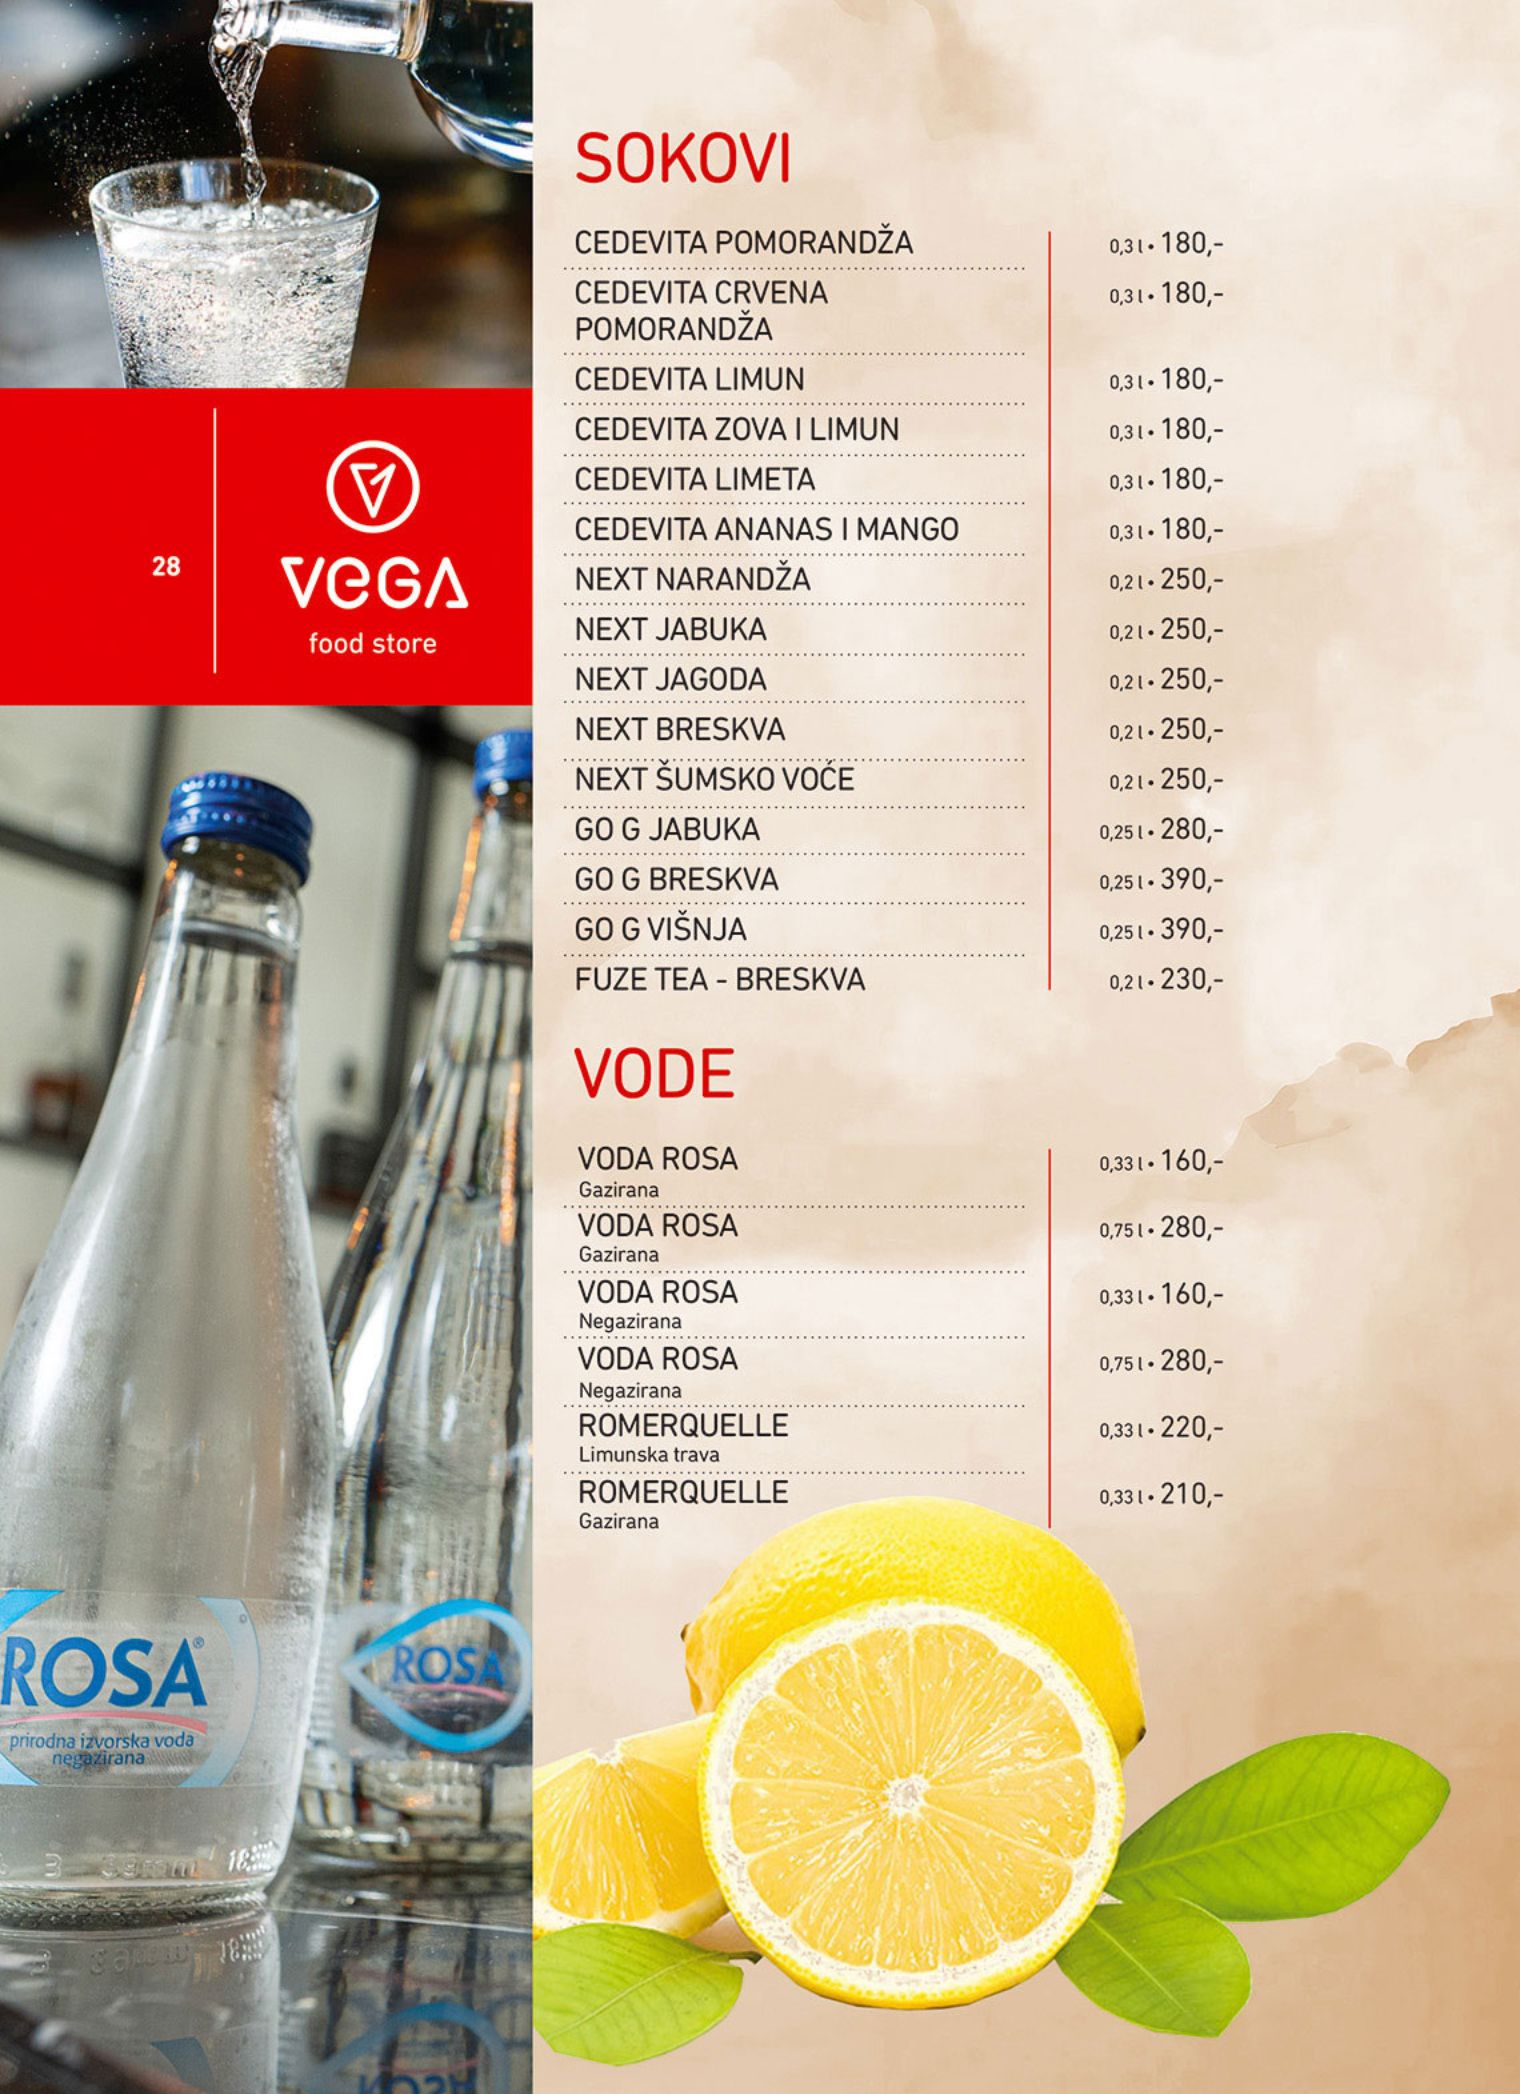 SOKOVI
CEDEVITA POMORANDŽA 0,3 l • 180,-
CEDEVITA CRVENA 0,3 l • 180,-
POMORANDŽA
CEDEVITA LIMUN 0,3 l • 180,-
CEDEVITA ZOVA I LIMUN 0,3 l • 180,-
CEDEVITA LIMETA 0,3 l • 180,-
CEDEVITA ANANAS I MANGO 0,3 l • 180,-
NEXT NARANDŽA 0,2 l • 250,-
NEXT JABUKA 0,2 l • 250,-
NEXT JAGODA 0,2 l • 250,-
NEXT BRESKVA 0,2 l • 250,-
NEXT ŠUMSKO VOĆE 0,2 l • 250,-
GO G JABUKA 0,25 l • 280,-
GO G BRESKVA 0,25 l • 390,-
GO G VIŠNJA 0,25 l • 390,-
FUZE TEA - BRESKVA 0,2 l • 230,-
VODE
VODA ROSA 0,33 l • 160,-
Gazirana
VODA ROSA 0,75 l • 280,-
Gazirana
VODA ROSA 0,33 l • 160,-
Negazirana
VODA ROSA 0,75 l • 280,-
Negazirana
ROMERQUELLE 0,33 l • 220,-
Limunska trava
ROMERQUELLE 0,33 l • 210,-
Gazirana
28
VEGA
food store
ROSA®
prirodna izvorska voda
negazirana
ROSA